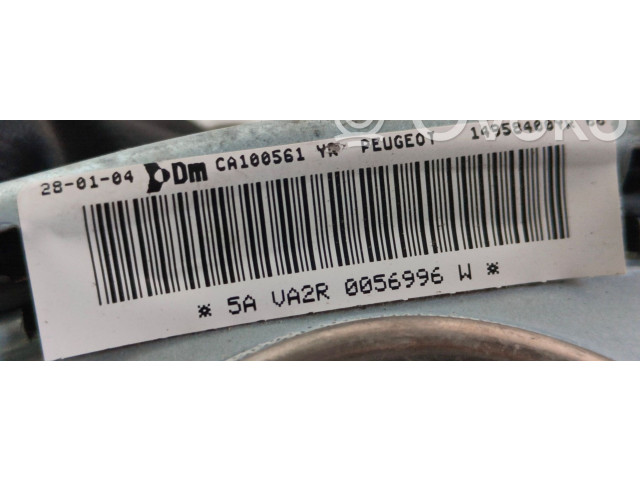 28-01-04 Dm CA100561 PEUGEOT
* 5A VA2R 0056996 W *